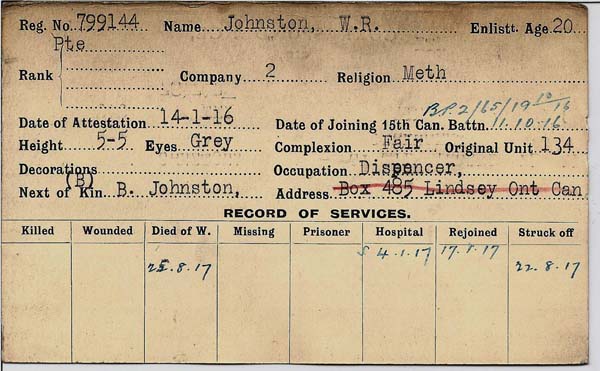 Reg. No. 799144 Name Johnston, W.R. Enlistt. Age 20
Pte
Rank Company 2 Religion Meth
B.P.2/65/19 10/16
Date of Attestation 14-1-16 Date of Joining 15th Can. Battn. 11.10.16
Height 5-5 Eyes Grey Complexion Fair Original Unit 134
Decorations Occupation Dispencer,
(B)
Next of Kin B. Johnston, Address Box 485 Lindsey Ont Can
RECORD OF SERVICES.
Killed Wounded Died of W. Missing Prisoner Hospital Rejoined Struck off
S 4.1.17 17.8.17
22.8.17